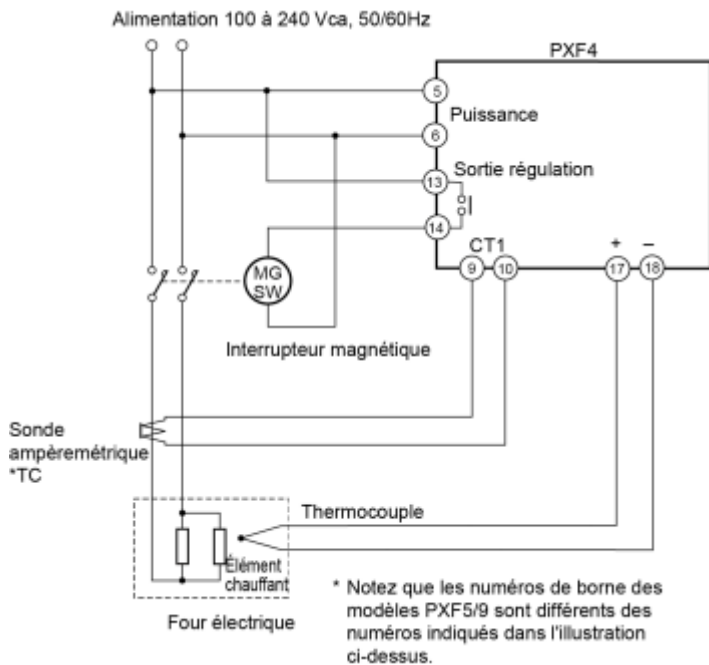 Alimentation 100 à 240 Vca, 50/60Hz
PXF4
5
Puissance
6
Sortie régulation
13
14
CT1
+
−
9
10
17
18
MG
SW
Interrupteur magnétique
Sonde
ampèremétrique
*TC
Thermocouple
Élément
chauffant
Four électrique
* Notez que les numéros de borne des
modèles PXF5/9 sont différents des
numéros indiqués dans l'illustration
ci-dessus.